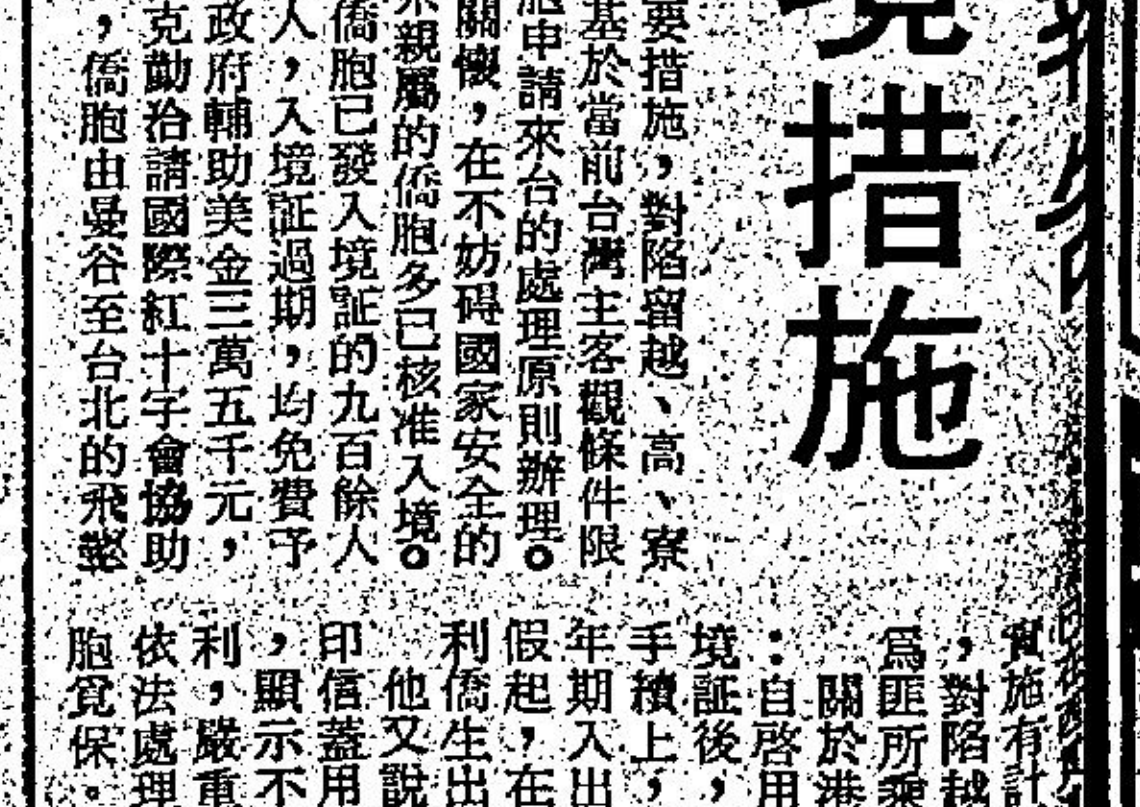 境措施
要措施，對陷留越、高、寮
基於當前台灣主客觀條件限
胞申請來台的處理原則辦理。
關懷，在不妨碍國家安全的
親屬的僑胞多已核准入境。
僑胞已發入境証的九百餘人
人，入境証過期，均免費予
政府輔助美金三萬五千元，
克勤洽請國際紅十字會協助
，僑胞由曼谷至台北的飛
實施有計
，對陷越
爲匪所乘
關於港
：自啓用
境証後，
手續上，
年期入出
假起，在
利僑生出
他又說
印信蓋用
，顯示不
利，嚴重
依法處理
胞覓保。